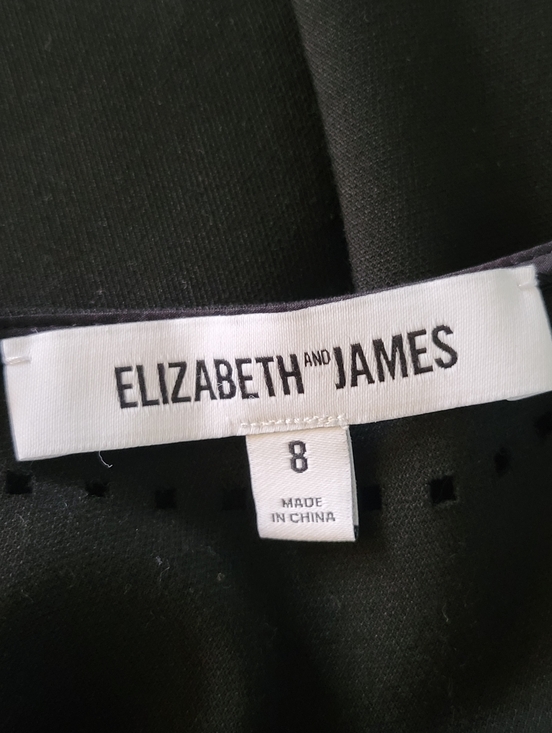 ELIZABETH AND JAMES
8
MADE
IN CHINA